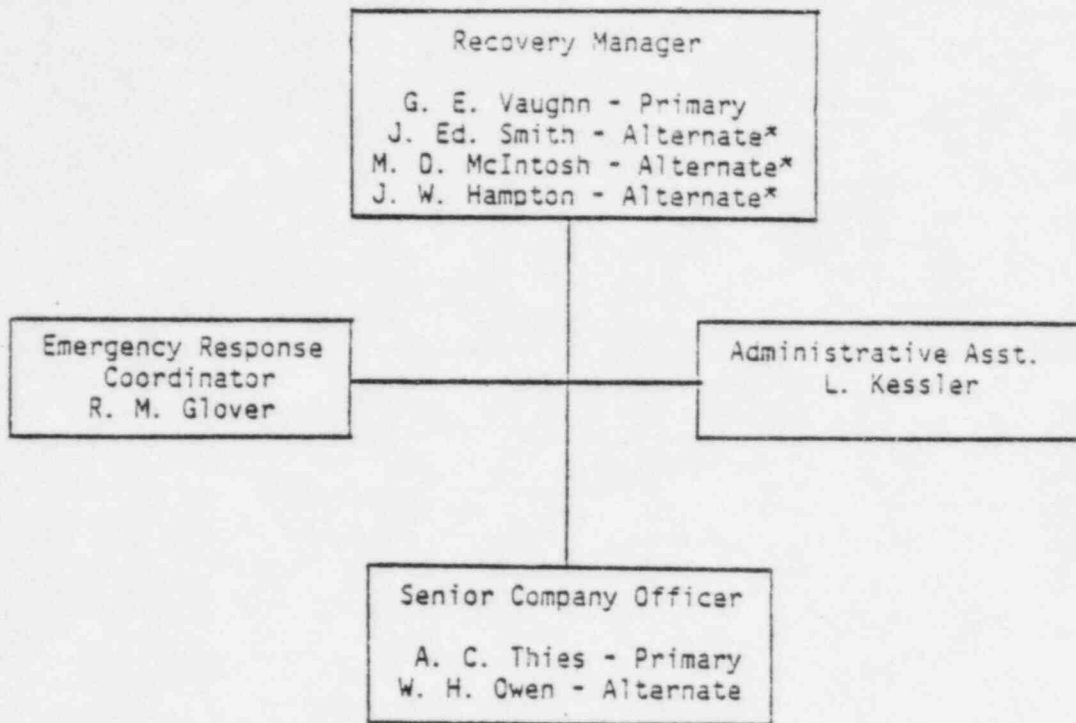 Recovery Manager
G. E. Vaughn - Primary
J. Ed. Smith - Alternate*
M. D. McIntosh - Alternate*
J. W. Hampton - Alternate*
Emergency Response
Coordinator
R. M. Glover
Administrative Asst.
L. Kessler
Senior Company Officer
A. C. Thies - Primary
W. H. Owen - Alternate